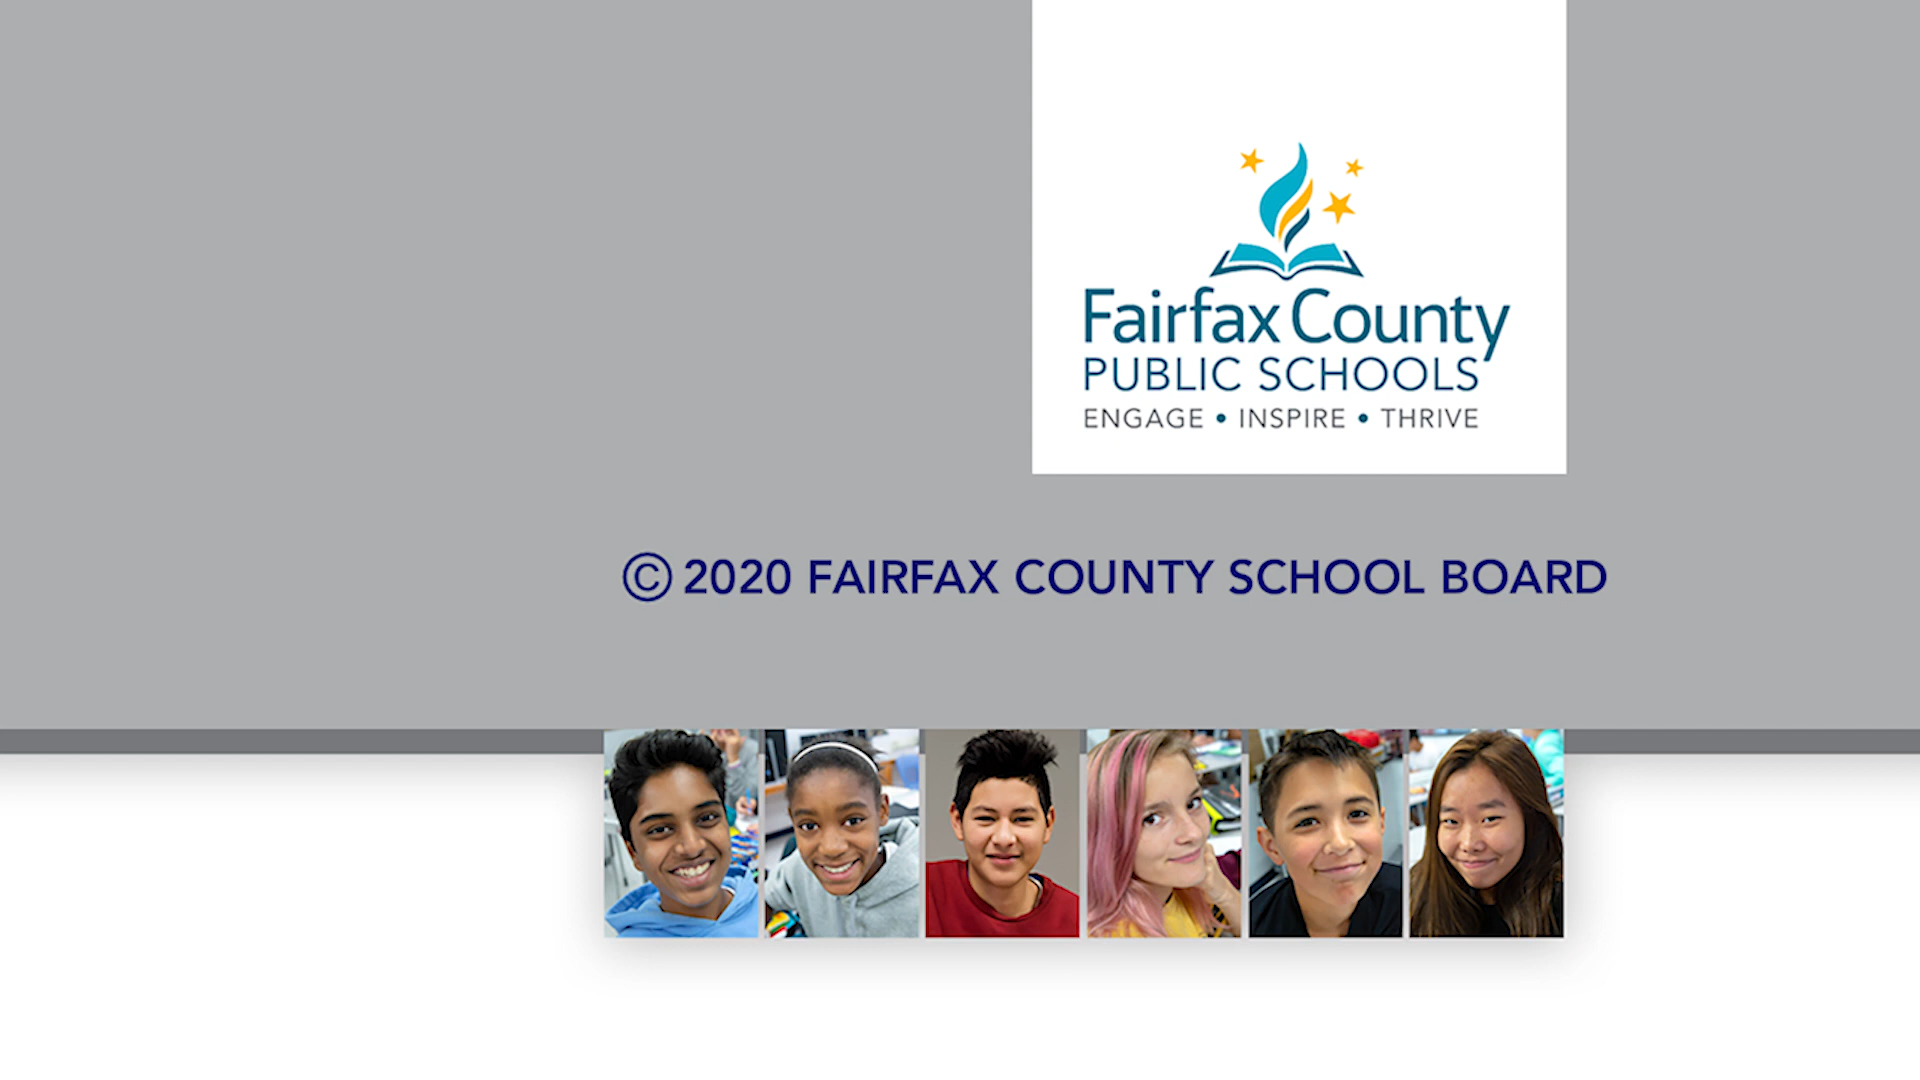 Fairfax County
PUBLIC SCHOOLS
ENGAGE • INSPIRE • THRIVE
© 2020 FAIRFAX COUNTY SCHOOL BOARD